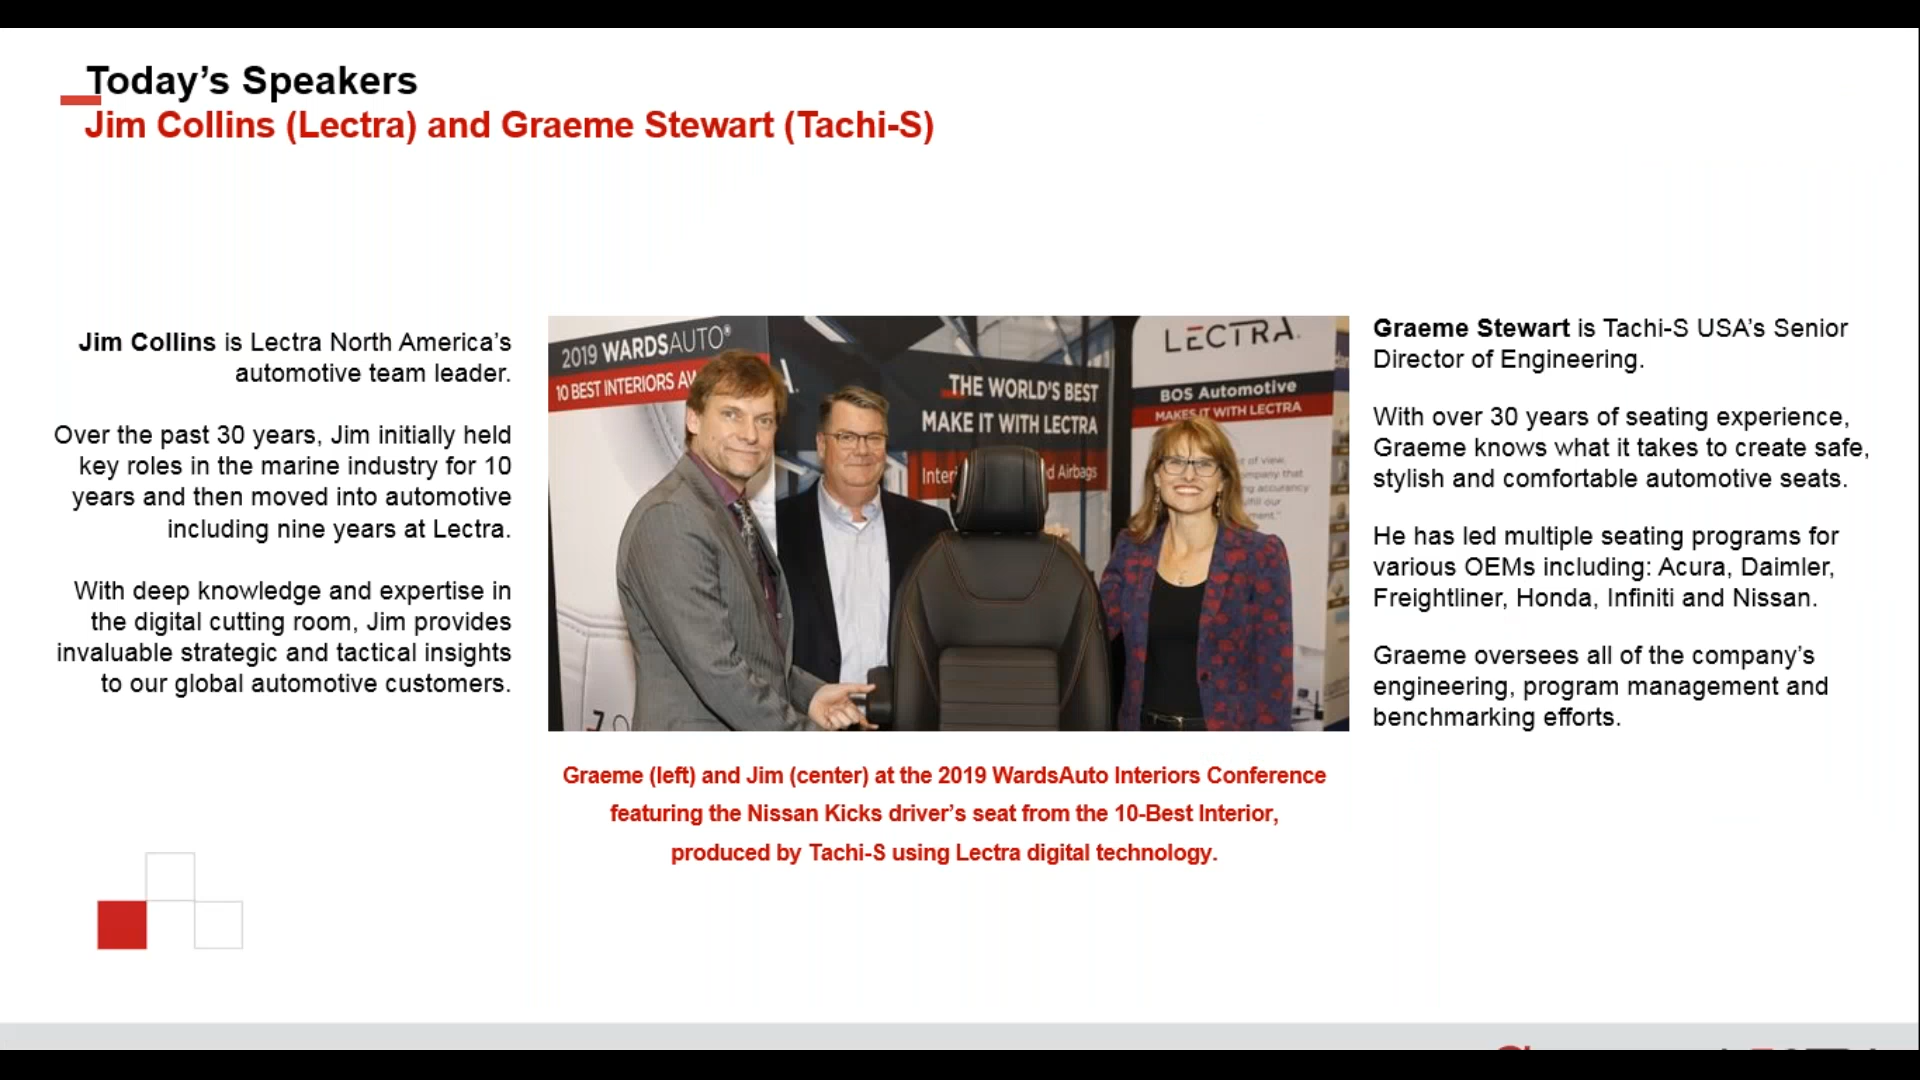 Today’s Speakers
Jim Collins (Lectra) and Graeme Stewart (Tachi-S)
Jim Collins is Lectra North America’s
automotive team leader.
Over the past 30 years, Jim initially held
key roles in the marine industry for 10
years and then moved into automotive
including nine years at Lectra.
With deep knowledge and expertise in
the digital cutting room, Jim provides
invaluable strategic and tactical insights
to our global automotive customers.
2019 WARDSAUTO®
10 BEST INTERIORS AW
THE WORLD'S BEST
MAKE IT WITH LECTRA
Inter
d Airbags
LECTRA
BOS Automotive
MAKES IT WITH LECTRA
of view,
company that
accurancy
our
Graeme (left) and Jim (center) at the 2019 WardsAuto Interiors Conference
featuring the Nissan Kicks driver’s seat from the 10-Best Interior,
produced by Tachi-S using Lectra digital technology.
Graeme Stewart is Tachi-S USA’s Senior
Director of Engineering.
With over 30 years of seating experience,
Graeme knows what it takes to create safe,
stylish and comfortable automotive seats.
He has led multiple seating programs for
various OEMs including: Acura, Daimler,
Freightliner, Honda, Infiniti and Nissan.
Graeme oversees all of the company’s
engineering, program management and
benchmarking efforts.